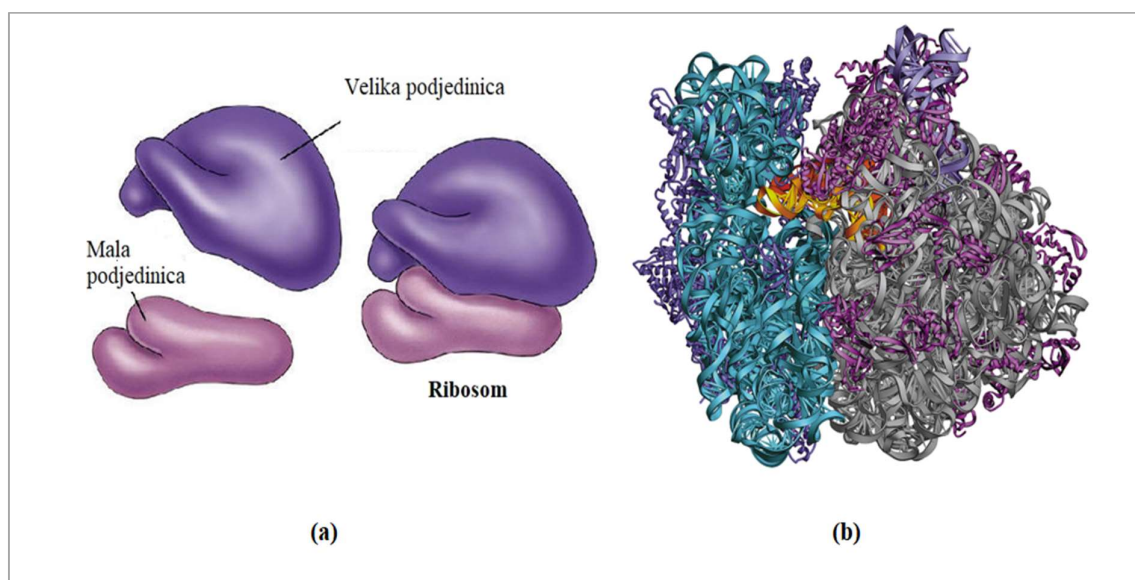 Velika podjedinica
Mala
podjedinica
Ribosom
(a)
(b)